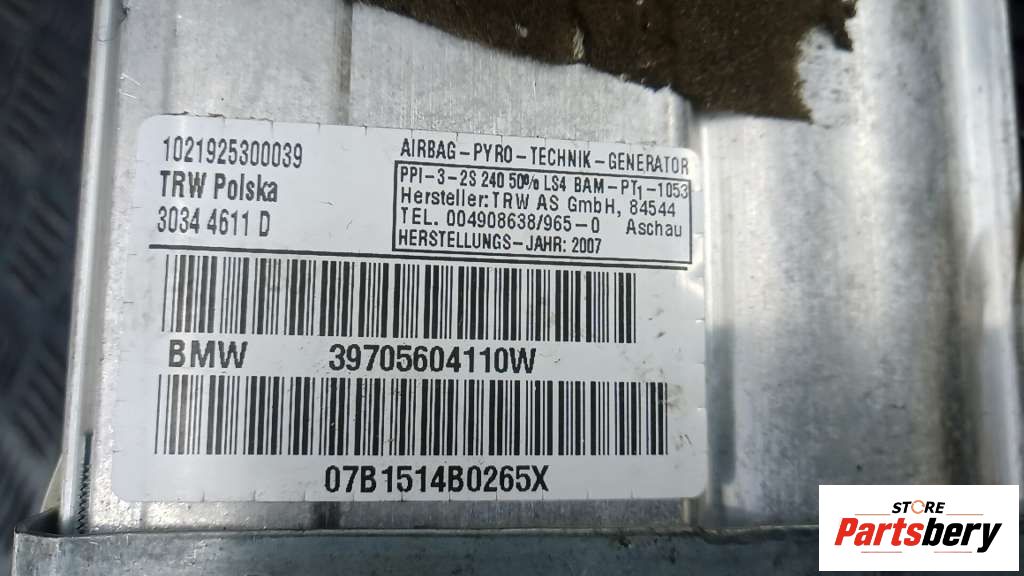 1021925300039
TRW Polska
3034 4611 D
AIRBAG-PYRO-TECHNIK-GENERATOR
PPI-3-2S 240 50% LS4 BAM-PT1-1053
Hersteller: TRW AS GmbH, 84544
TEL. 004908638/965-0 Aschau
HERSTELLUNGS-JAHR: 2007
BMW 39705604110W
07B1514B0265X
STORE
Partsbery